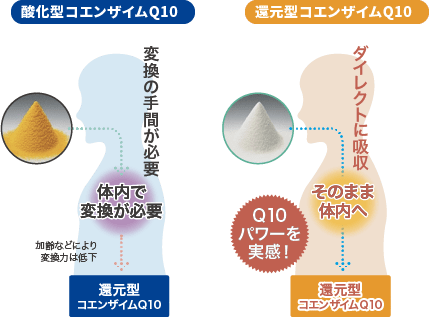 酸化型コエンザイムQ10
変換の手間が必要
体内で
変換が必要
加齢などにより
変換力は低下
還元型
コエンザイムQ10
還元型コエンザイムQ10
ダイレクトに吸収
そのまま
体内へ
Q10
パワーを
実感！
還元型
コエンザイムQ10